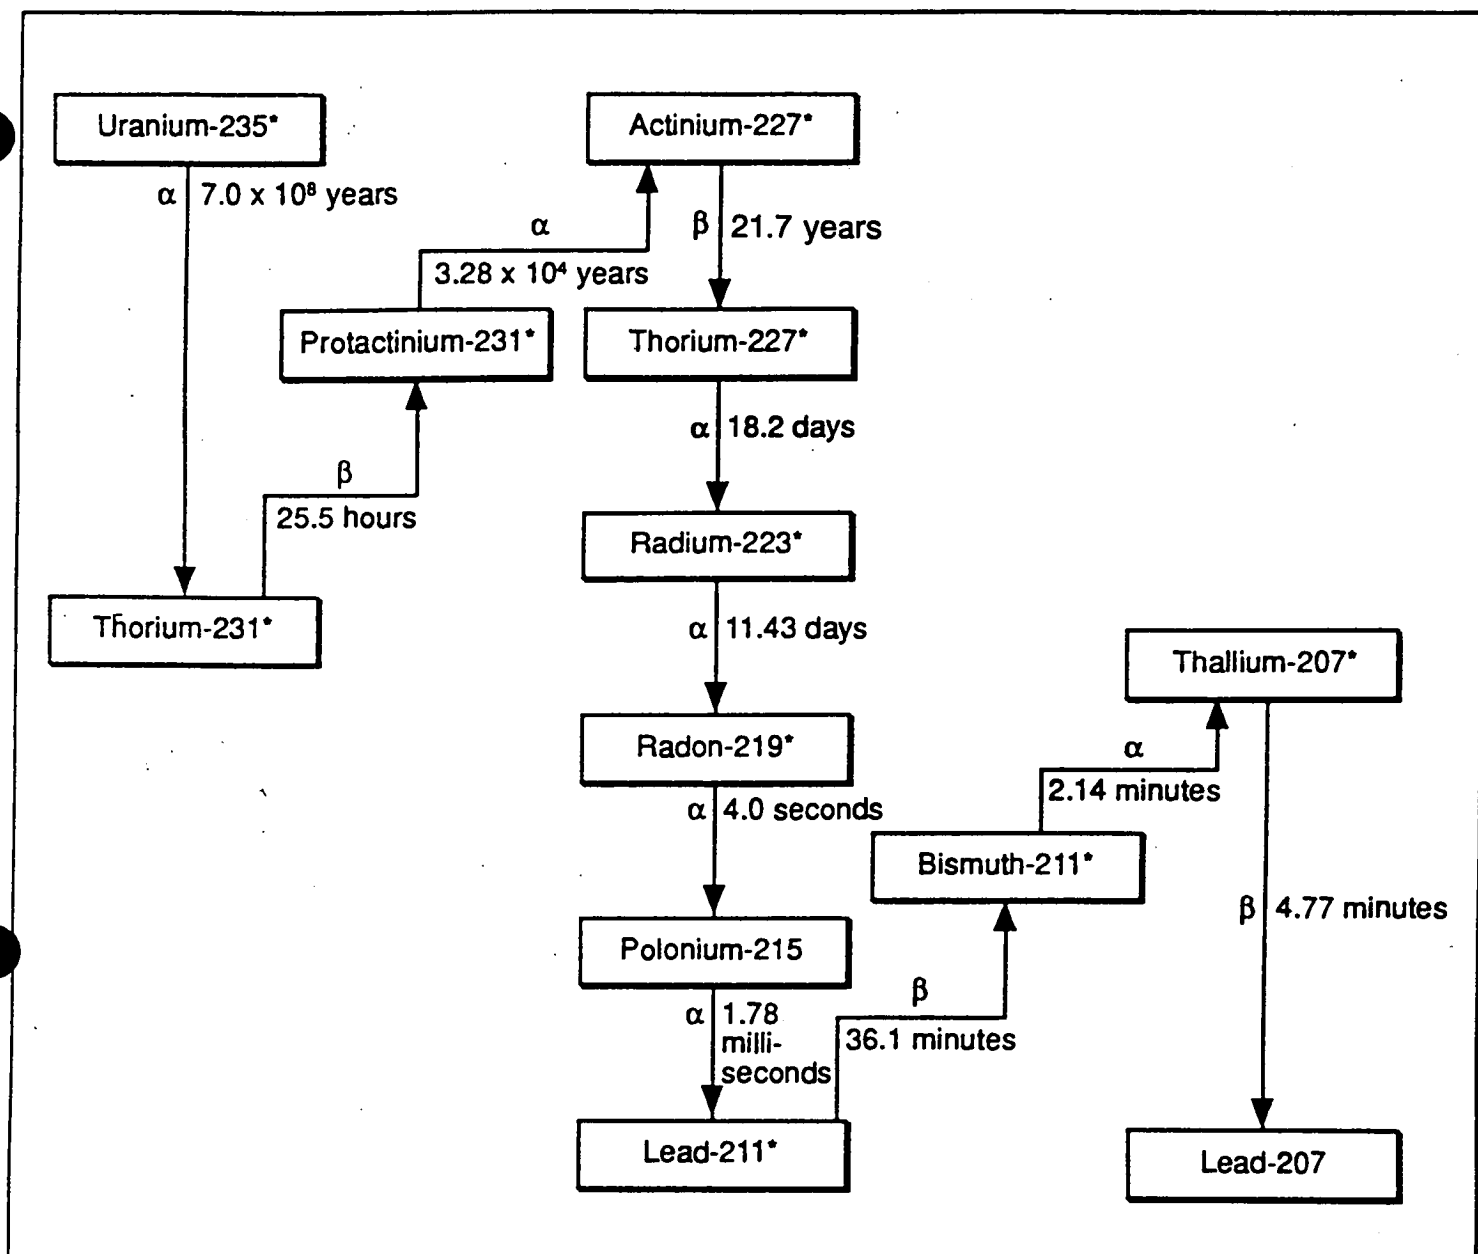 Uranium-235*
α 7.0 x 10⁸ years
Thorium-231*
β
25.5 hours
Protactinium-231*
α
3.28 x 10⁴ years
Actinium-227*
β 21.7 years
Thorium-227*
α 18.2 days
Radium-223*
α 11.43 days
Radon-219*
α 4.0 seconds
Polonium-215
α 1.78
milli-
seconds
Lead-211*
β
36.1 minutes
Bismuth-211*
α
2.14 minutes
Thallium-207*
β 4.77 minutes
Lead-207